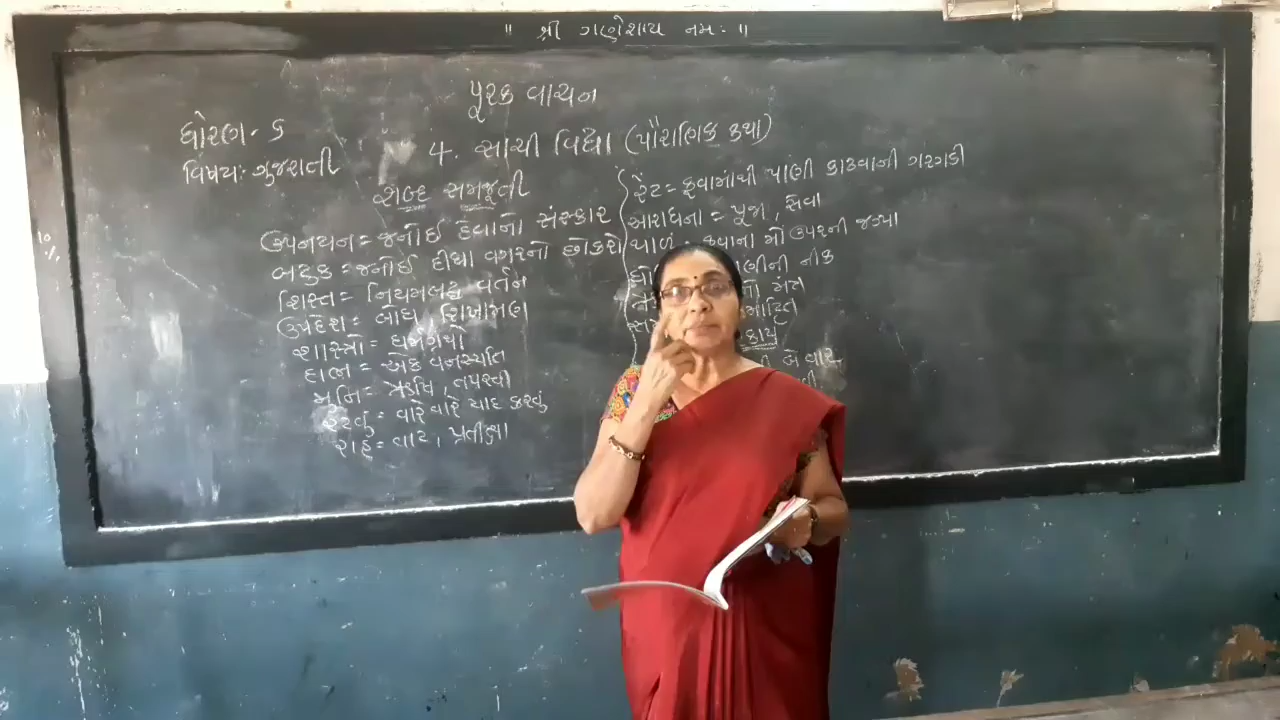 ॥ શ્રી ગણેશાય નમઃ ॥
પૂરક વાચન
ધોરણ - ૬
વિષયઃ ગુજરાતી
4. સાચી વિદ્યા (પૌરાણિક કથા)
શબ્દ સમજૂતી
ઉપનયન = જનોઈ દેવાનો સંસ્કાર
બટુક = જનોઈ દીધા વગરનો છોકરો
શિસ્ત = નિયમબદ્ધ વર્તન
ઉપદેશ = બોધ, શિખામણ
શાસ્ત્રો = ધર્મગ્રંથો
દાભ = એક વનસ્પતિ
મુનિ = ઋષિ, તપસ્વી
રટવું = વારેવારે યાદ કરવું
રાહ = વાટ, પ્રતીક્ષા
રેંટ = કૂવામાંથી પાણી કાઢવાની ગરગડી
આરાધના = પૂજા, સેવા
થાળું કૂવાના મોં ઉપરની જગ્યા
નીક
કાર્ય
બે વાર